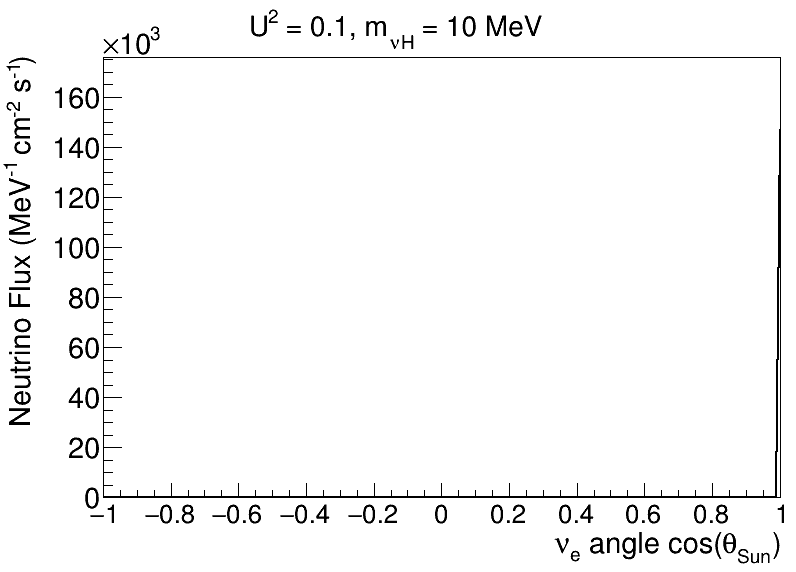 U² = 0.1, m_νH = 10 MeV
×10³
Neutrino Flux (MeV⁻¹ cm⁻² s⁻¹)
160
140
120
100
80
60
40
20
0
−1 −0.8 −0.6 −0.4 −0.2 0 0.2 0.4 0.6 0.8 1
ν_e angle cos(θ_Sun)